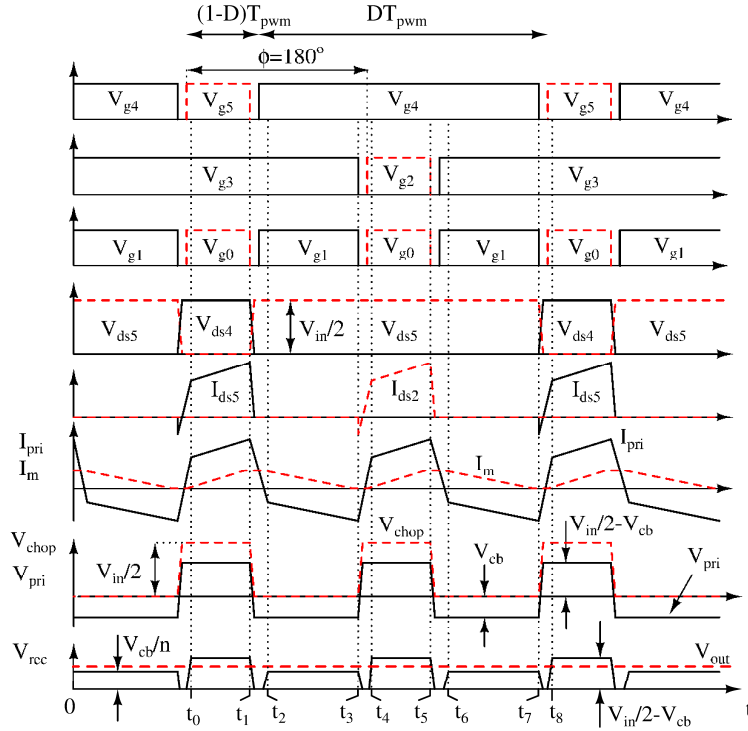 (1-D)T_pwm DT_pwm
ϕ=180°
V_g4 V_g5 V_g4 V_g5 V_g4
V_g3 V_g2 V_g3
V_g1 V_g0 V_g1 V_g0 V_g1 V_g0 V_g1
V_ds5 V_ds4 V_in/2 V_ds5 V_ds4 V_ds5
I_ds5 I_ds2 I_ds5
I_pri I_m I_m I_pri
V_chop V_pri V_in/2 V_chop V_cb V_in/2-V_cb V_pri
V_rec V_cb/n V_out
0 t_0 t_1 t_2 t_3 t_4 t_5 t_6 t_7 t_8 t
V_in/2-V_cb